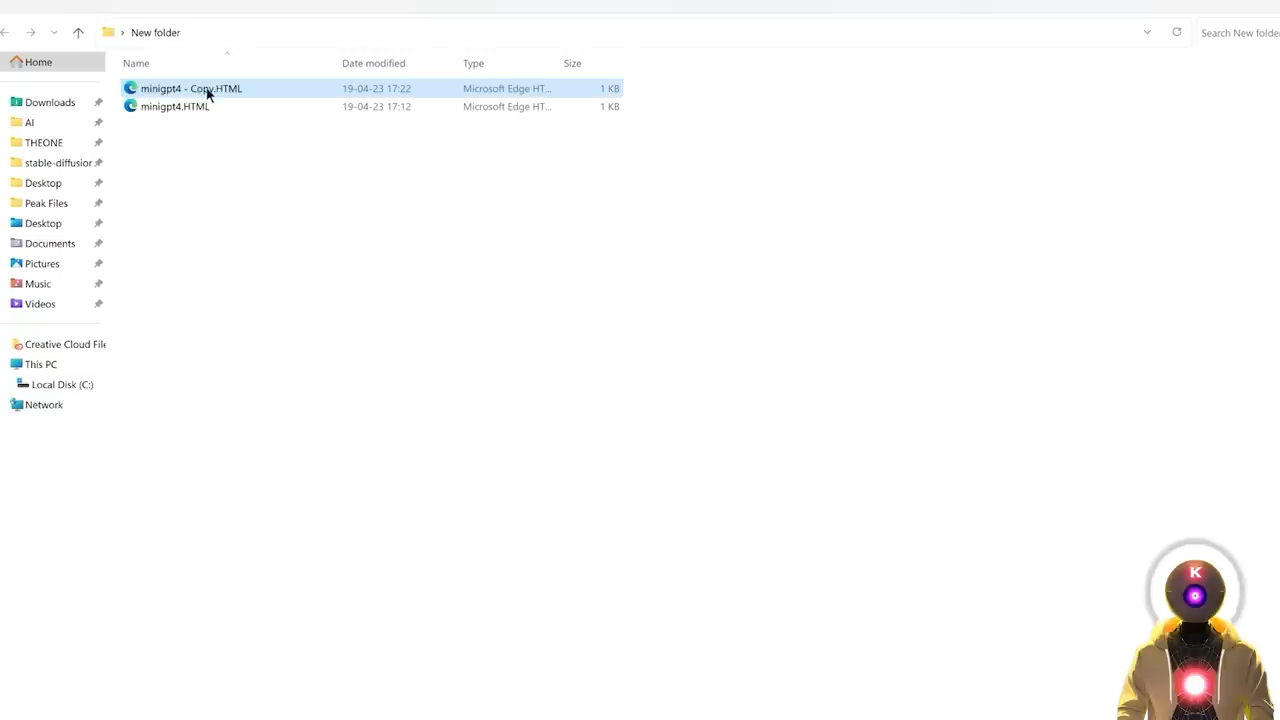 New folder
Search New folder
Home
Name Date modified Type Size
minigpt4 - Copy.HTML 19-04-23 17:22 Microsoft Edge HT... 1 KB
minigpt4.HTML 19-04-23 17:12 Microsoft Edge HT... 1 KB
Downloads
AI
THEONE
stable-diffusior
Desktop
Peak Files
Desktop
Documents
Pictures
Music
Videos
Creative Cloud File
This PC
Local Disk (C:)
Network
K